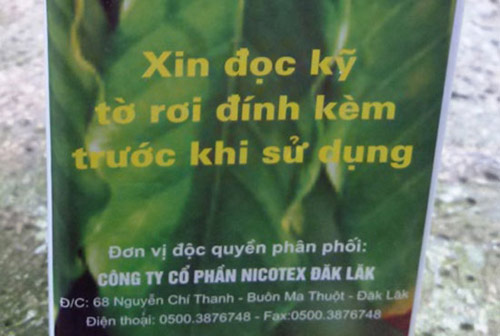 Xin đọc kỹ
tờ rơi đính kèm
trước khi sử dụng
Đơn vị độc quyền phân phối:
CÔNG TY CỔ PHẦN NICOTEX ĐĂK LĂK
Đ/C: 68 Nguyễn Chí Thanh - Buôn Ma Thuột - Đăk Lăk
Điện thoại: 0500.3876748 - Fax:0500.3876748